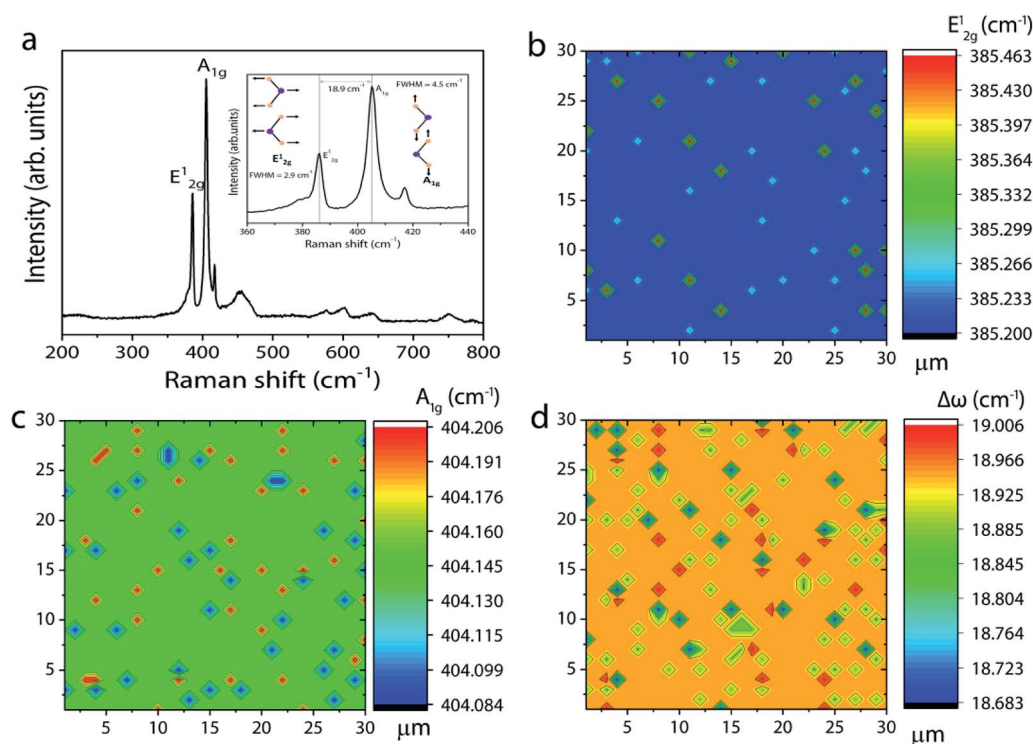 a
Intensity (arb. units)
E¹2g
A1g
200 300 400 500 600 700 800
Raman shift (cm⁻¹)
Intensity (arb.units)
18.9 cm⁻¹
FWHM = 4.5 cm⁻¹
A1g
E¹2g
E¹2g
FWHM = 2.9 cm⁻¹
A1g
360 380 400 420 440
Raman shift (cm⁻¹)
b
E¹2g (cm⁻¹)
30
25
20
15
10
5
5 10 15 20 25 30
μm
385.463
385.430
385.397
385.364
385.331
385.299
385.266
385.233
385.200
c
A1g (cm⁻¹)
30
25
20
15
10
5
5 10 15 20 25 30
μm
404.206
404.191
404.176
404.160
404.145
404.130
404.115
404.099
404.084
d
Δω (cm⁻¹)
30
25
20
15
10
5
5 10 15 20 25 30
μm
19.006
18.966
18.925
18.885
18.845
18.804
18.764
18.723
18.683